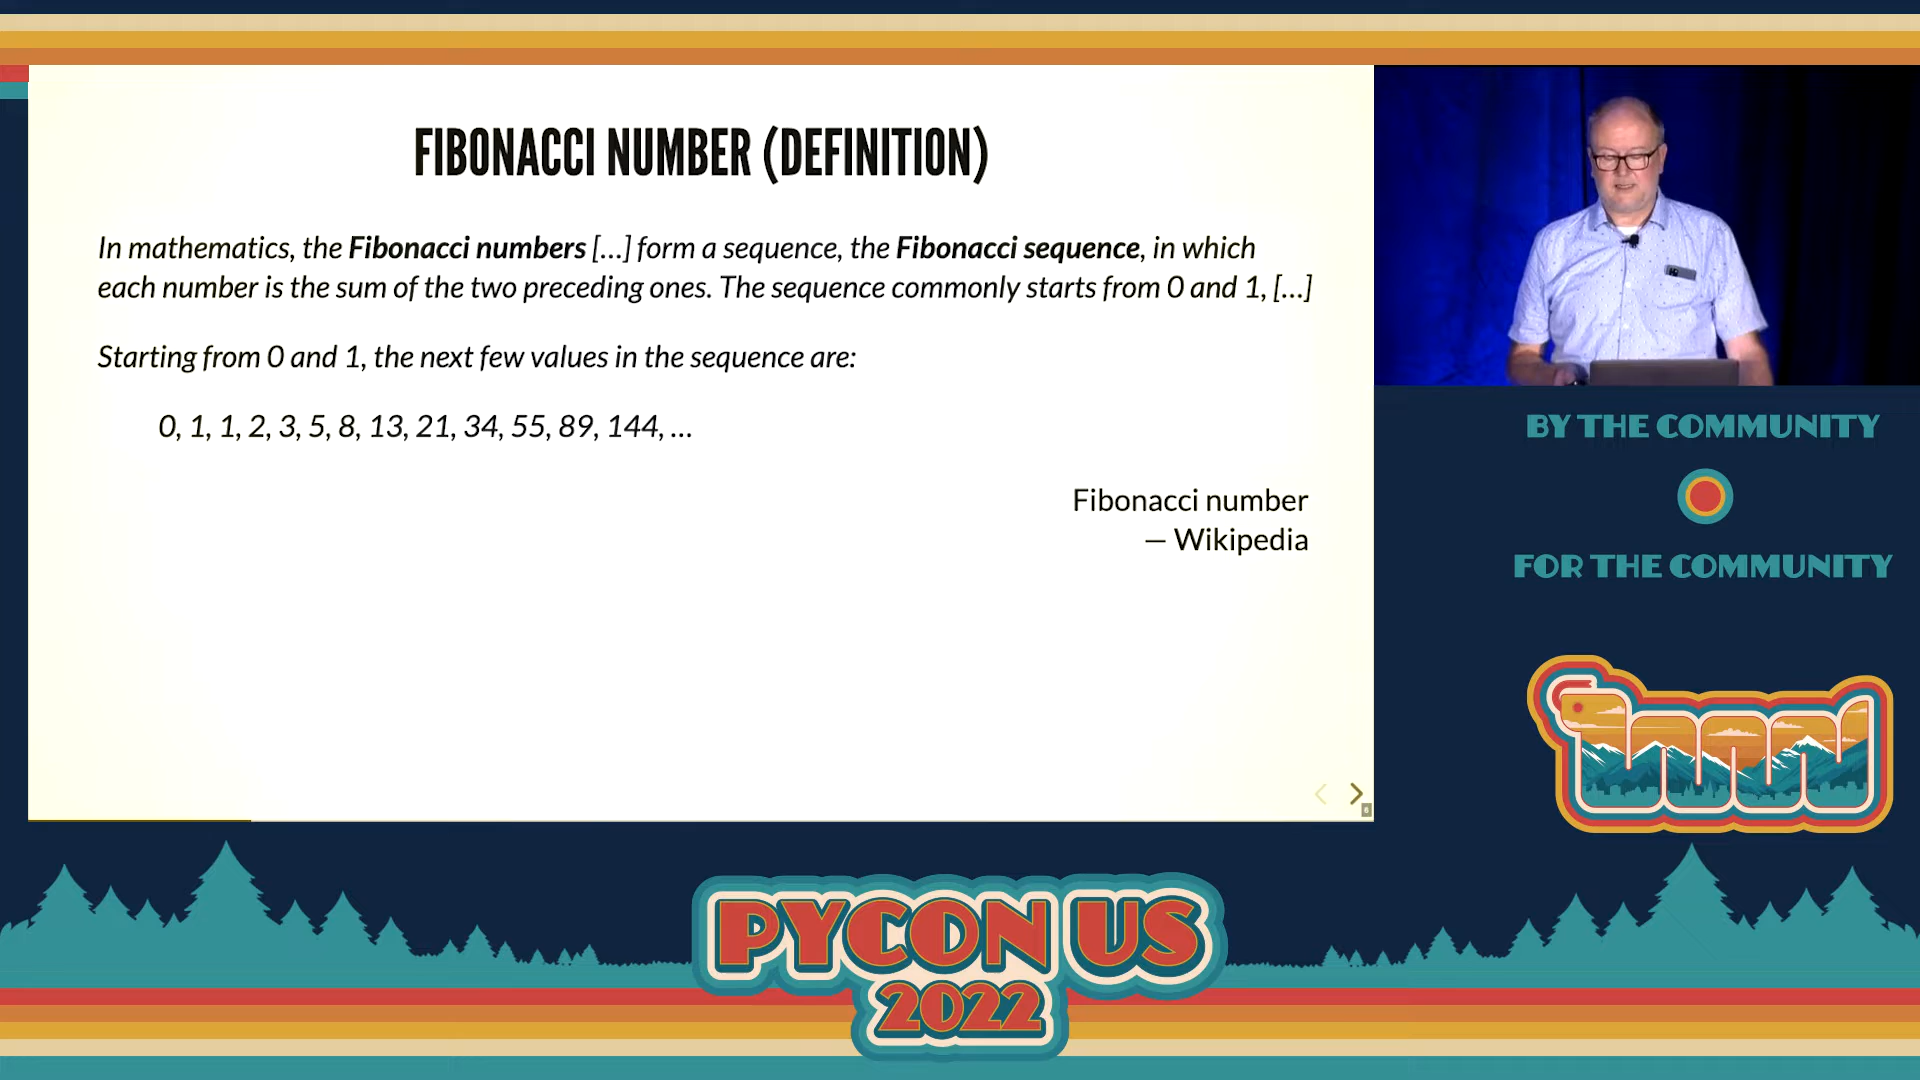 FIBONACCI NUMBER (DEFINITION)
In mathematics, the Fibonacci numbers [...] form a sequence, the Fibonacci sequence, in which
each number is the sum of the two preceding ones. The sequence commonly starts from 0 and 1, [...]
Starting from 0 and 1, the next few values in the sequence are:
0, 1, 1, 2, 3, 5, 8, 13, 21, 34, 55, 89, 144, ...
Fibonacci number
— Wikipedia
BY THE COMMUNITY
FOR THE COMMUNITY
PYCON US
2022